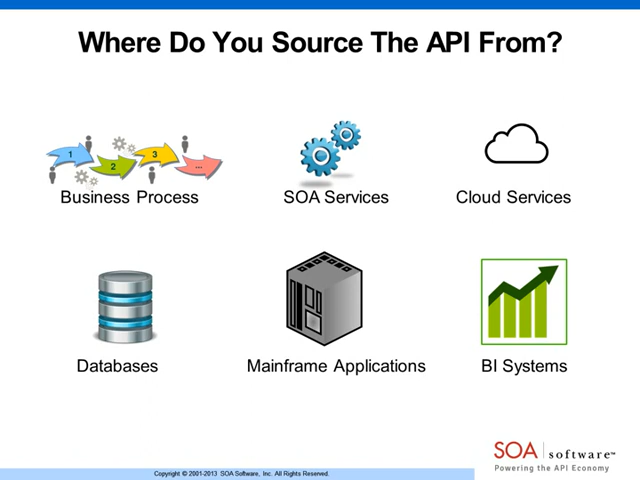 Where Do You Source The API From?
1
2
3
...
Business Process
SOA Services
Cloud Services
Databases
Mainframe Applications
BI Systems
SOA software™
Powering the API Economy
Copyright © 2001-2013 SOA Software, Inc. All Rights Reserved.